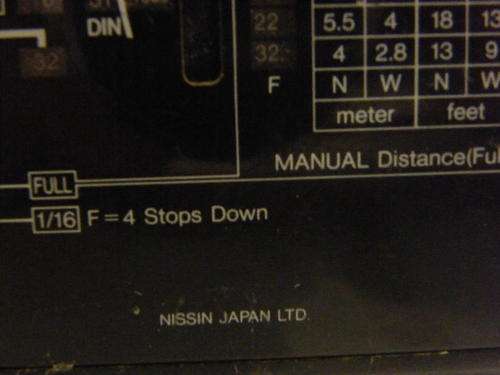 DIN
32
22 5.5 4 18 13
32 4 2.8 13 9
F N W N W
meter feet
MANUAL Distance(Ful
FULL
1/16 F=4 Stops Down
NISSIN JAPAN LTD.